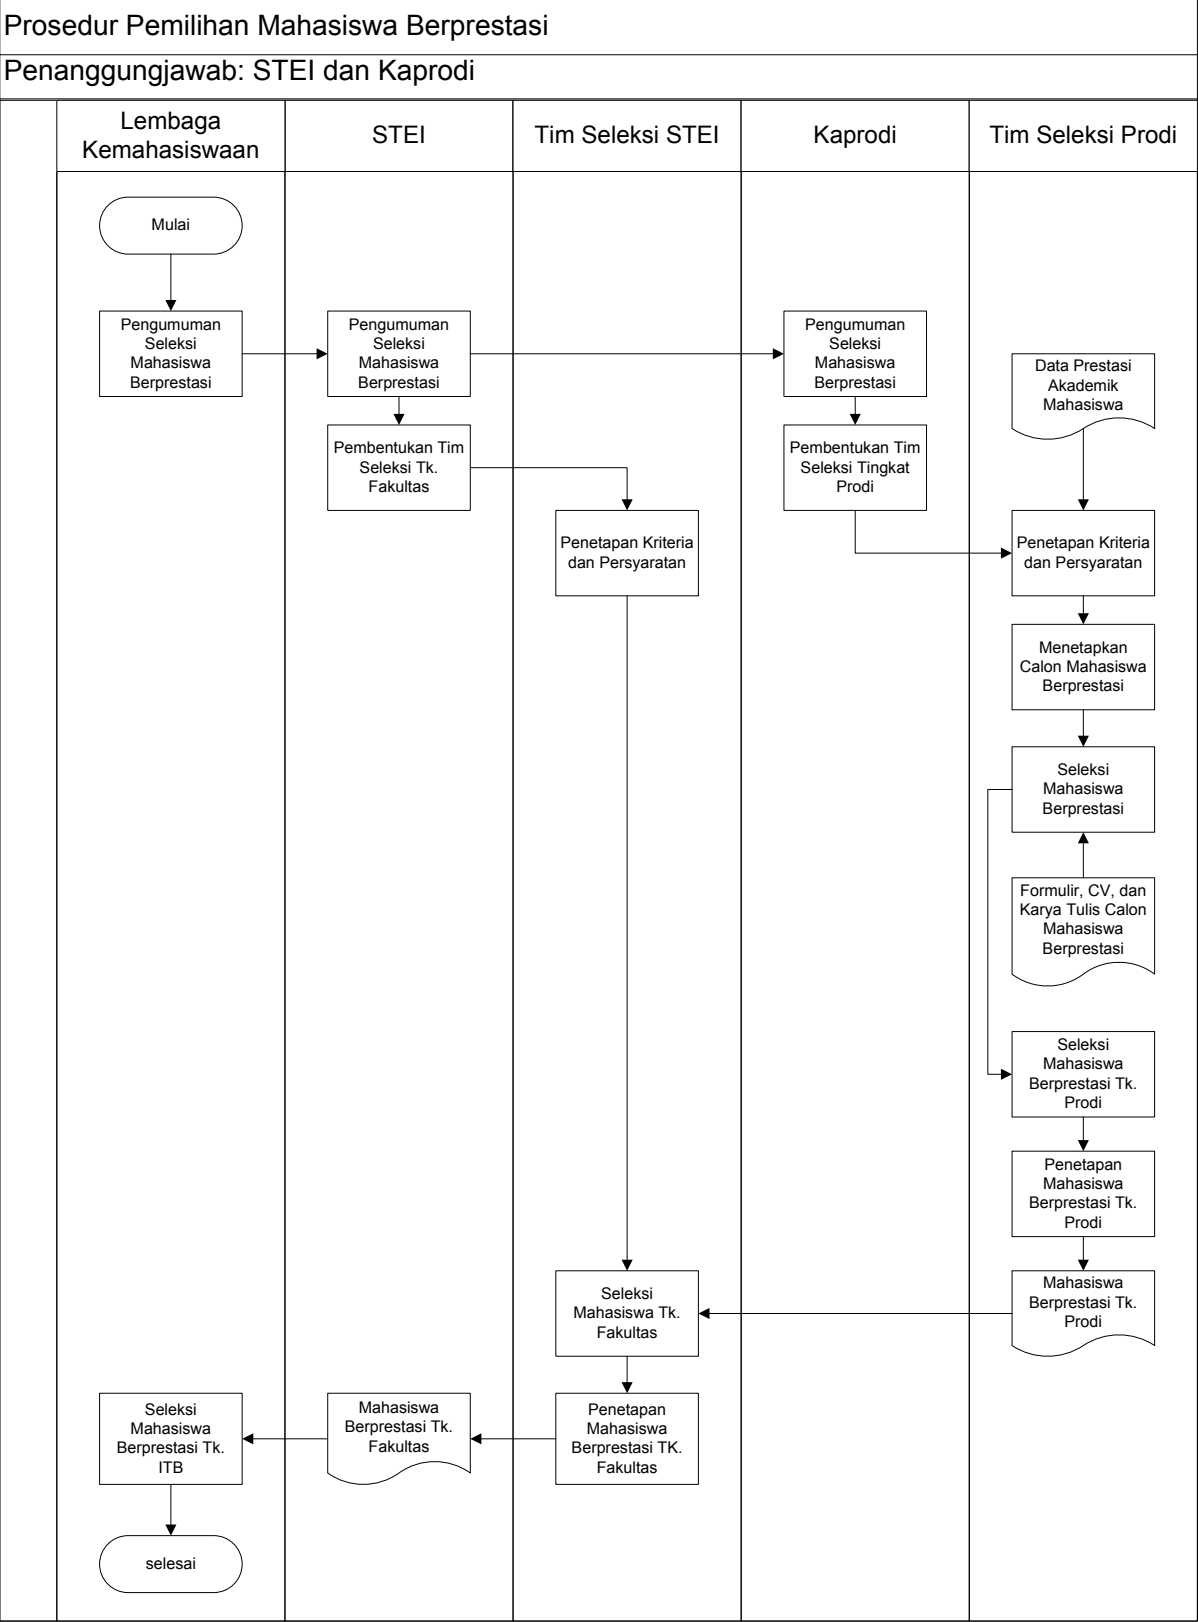 Prosedur Pemilihan Mahasiswa Berprestasi
Penanggungjawab: STEI dan Kaprodi
Lembaga
Kemahasiswaan
STEI
Tim Seleksi STEI
Kaprodi
Tim Seleksi Prodi
Mulai
Pengumuman
Seleksi
Mahasiswa
Berprestasi
Pengumuman
Seleksi
Mahasiswa
Berprestasi
Pengumuman
Seleksi
Mahasiswa
Berprestasi
Data Prestasi
Akademik
Mahasiswa
Pembentukan Tim
Seleksi Tk.
Fakultas
Pembentukan Tim
Seleksi Tingkat
Prodi
Penetapan Kriteria
dan Persyaratan
Penetapan Kriteria
dan Persyaratan
Menetapkan
Calon Mahasiswa
Berprestasi
Seleksi
Mahasiswa
Berprestasi
Formulir, CV, dan
Karya Tulis Calon
Mahasiswa
Berprestasi
Seleksi
Mahasiswa
Berprestasi Tk.
Prodi
Penetapan
Mahasiswa
Berprestasi Tk.
Prodi
Mahasiswa
Berprestasi Tk.
Prodi
Seleksi
Mahasiswa Tk.
Fakultas
Penetapan
Mahasiswa
Berprestasi TK.
Fakultas
Mahasiswa
Berprestasi Tk.
Fakultas
Seleksi
Mahasiswa
Berprestasi Tk.
ITB
selesai